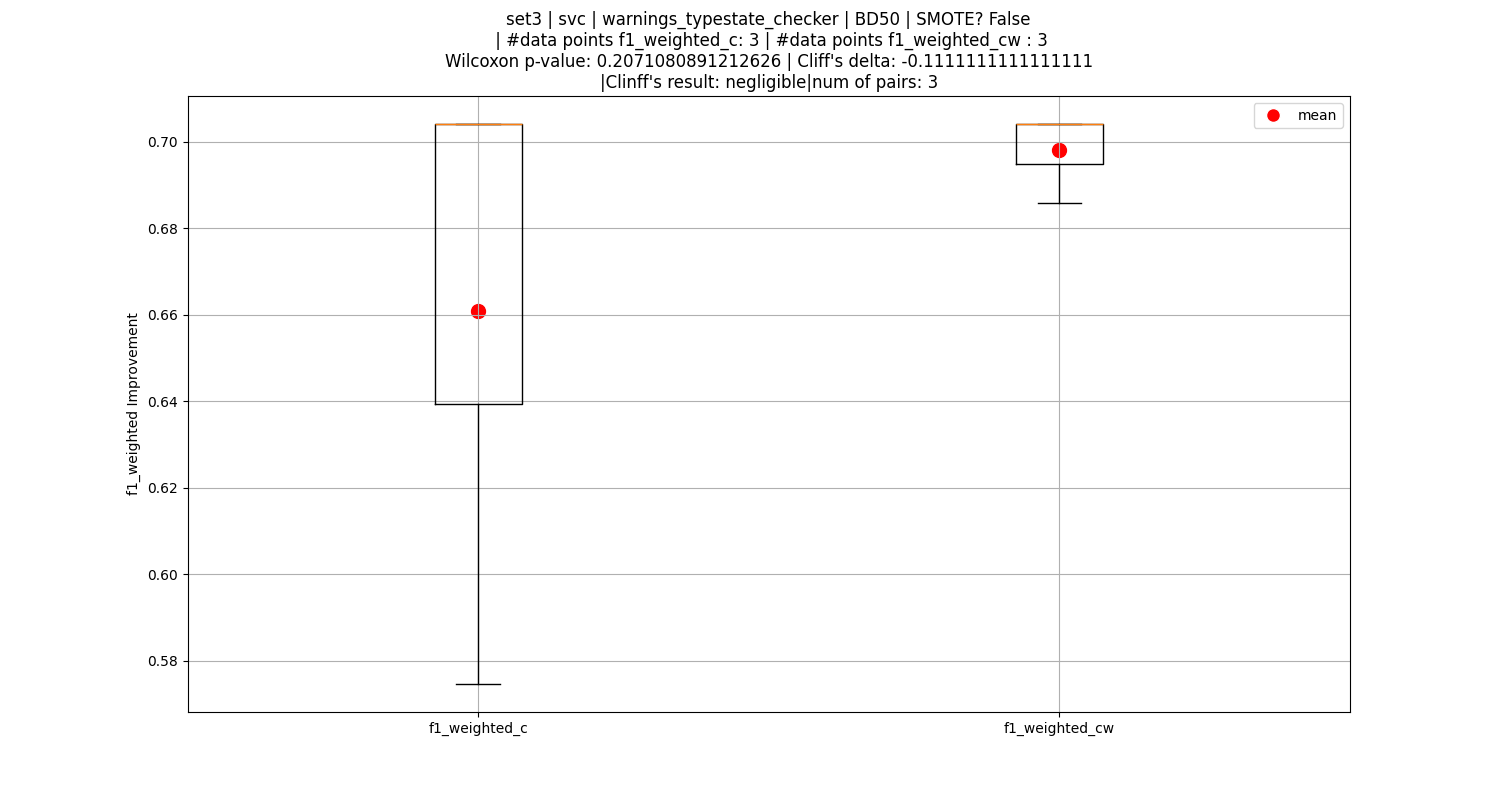 set3 | svc | warnings_typestate_checker | BD50 | SMOTE? False
| #data points f1_weighted_c: 3 | #data points f1_weighted_cw : 3
Wilcoxon p-value: 0.2071080891212626 | Cliff's delta: -0.1111111111111111
|Clinff's result: negligible|num of pairs: 3
mean
f1_weighted Improvement
0.70
0.68
0.66
0.64
0.62
0.60
0.58
f1_weighted_c
f1_weighted_cw